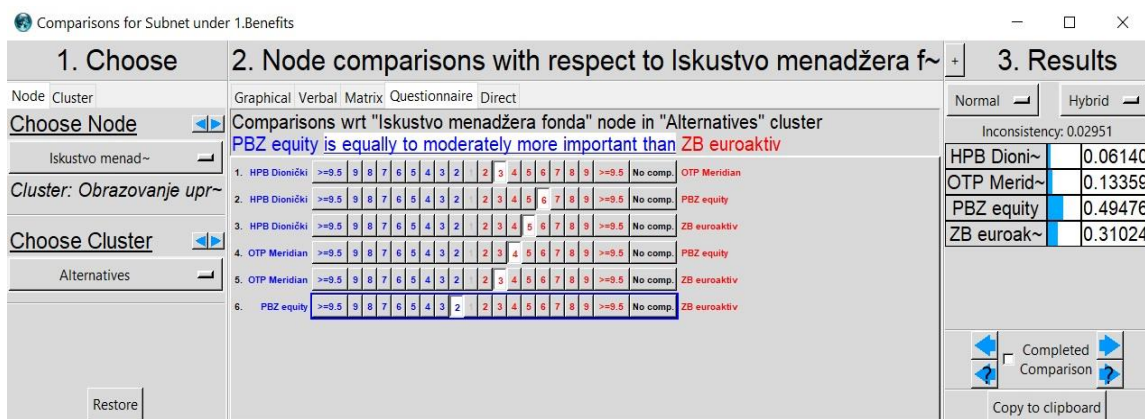 Comparisons for Subnet under 1.Benefits
1. Choose
Node Cluster
Choose Node
Iskustvo menad~
Cluster: Obrazovanje upr~
Choose Cluster
Alternatives
Restore
2. Node comparisons with respect to Iskustvo menadžera f~
Graphical Verbal Matrix Questionnaire Direct
Comparisons wrt "Iskustvo menadžera fonda" node in "Alternatives" cluster
PBZ equity is equally to moderately more important than ZB euroaktiv
1. HPB Dionički >=9.5 9 8 7 6 5 4 3 2 1 2 3 4 5 6 7 8 9 >=9.5 No comp. OTP Meridian
2. HPB Dionički >=9.5 9 8 7 6 5 4 3 2 1 2 3 4 5 6 7 8 9 >=9.5 No comp. PBZ equity
3. HPB Dionički >=9.5 9 8 7 6 5 4 3 2 1 2 3 4 5 6 7 8 9 >=9.5 No comp. ZB euroaktiv
4. OTP Meridian >=9.5 9 8 7 6 5 4 3 2 1 2 3 4 5 6 7 8 9 >=9.5 No comp. PBZ equity
5. OTP Meridian >=9.5 9 8 7 6 5 4 3 2 1 2 3 4 5 6 7 8 9 >=9.5 No comp. ZB euroaktiv
6. PBZ equity >=9.5 9 8 7 6 5 4 3 2 1 2 3 4 5 6 7 8 9 >=9.5 No comp. ZB euroaktiv
+ 3. Results
Normal Hybrid
Inconsistency: 0.02951
HPB Dioni~ 0.06140
OTP Merid~ 0.13359
PBZ equity 0.49476
ZB euroak~ 0.31024
Completed
Comparison
? ?
Copy to clipboard